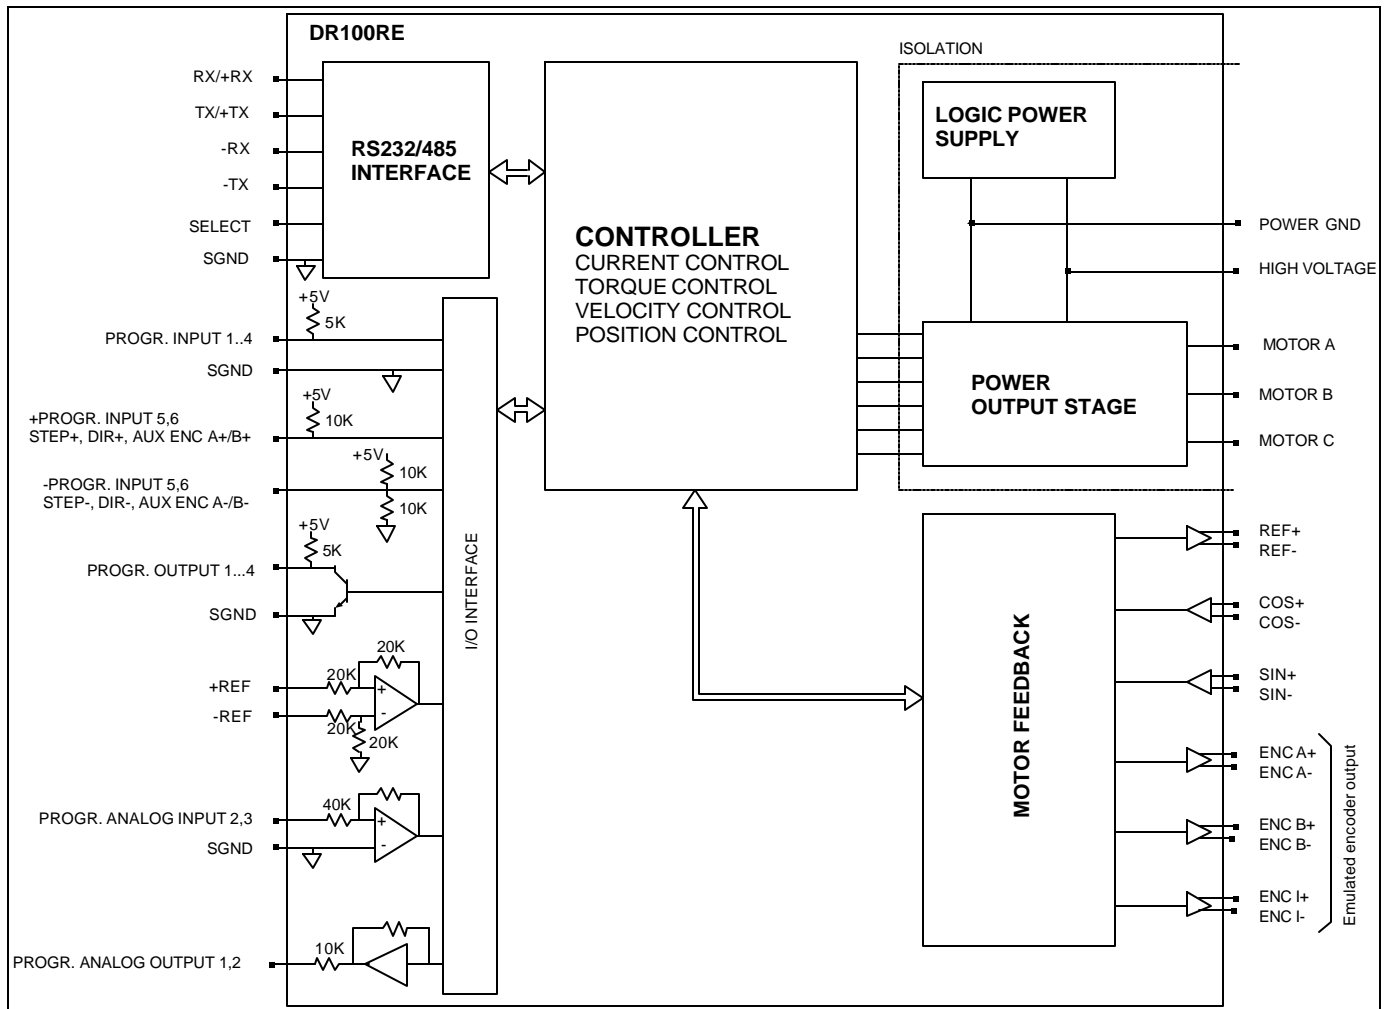 DR100RE
ISOLATION
RX/+RX
TX/+TX
-RX
-TX
SELECT
SGND
RS232/485
INTERFACE
CONTROLLER
CURRENT CONTROL
TORQUE CONTROL
VELOCITY CONTROL
POSITION CONTROL
LOGIC POWER
SUPPLY
POWER GND
HIGH VOLTAGE
POWER
OUTPUT STAGE
MOTOR A
MOTOR B
MOTOR C
+5V
5K
PROGR. INPUT 1..4
SGND
+5V
10K
+PROGR. INPUT 5,6
STEP+, DIR+, AUX ENC A+/B+
+5V
10K
10K
-PROGR. INPUT 5,6
STEP-, DIR-, AUX ENC A-/B-
+5V
5K
PROGR. OUTPUT 1...4
SGND
I/O INTERFACE
20K
20K
+REF
-REF
20K
20K
+
-
40K
PROGR. ANALOG INPUT 2,3
SGND
+
-
10K
PROGR. ANALOG OUTPUT 1,2
MOTOR FEEDBACK
REF+
REF-
COS+
COS-
SIN+
SIN-
ENC A+
ENC A-
ENC B+
ENC B-
ENC I+
ENC I-
Emulated encoder output